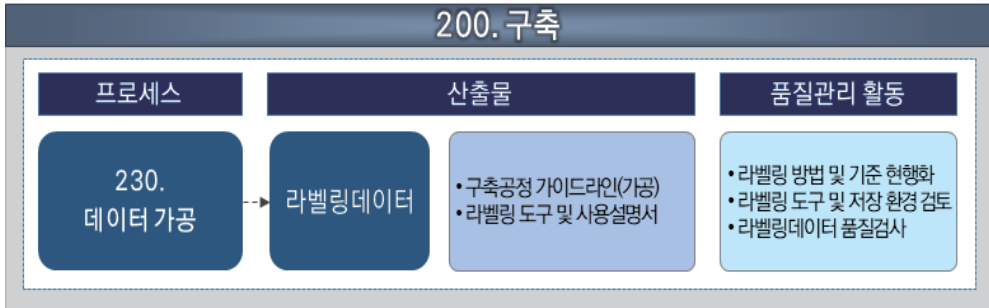 200. 구축
프로세스
산출물
품질관리 활동
230.
데이터 가공
라벨링데이터
• 구축공정 가이드라인(가공)
• 라벨링 도구 및 사용설명서
• 라벨링 방법 및 기준 현행화
• 라벨링 도구 및 저장 환경 검토
• 라벨링데이터 품질검사